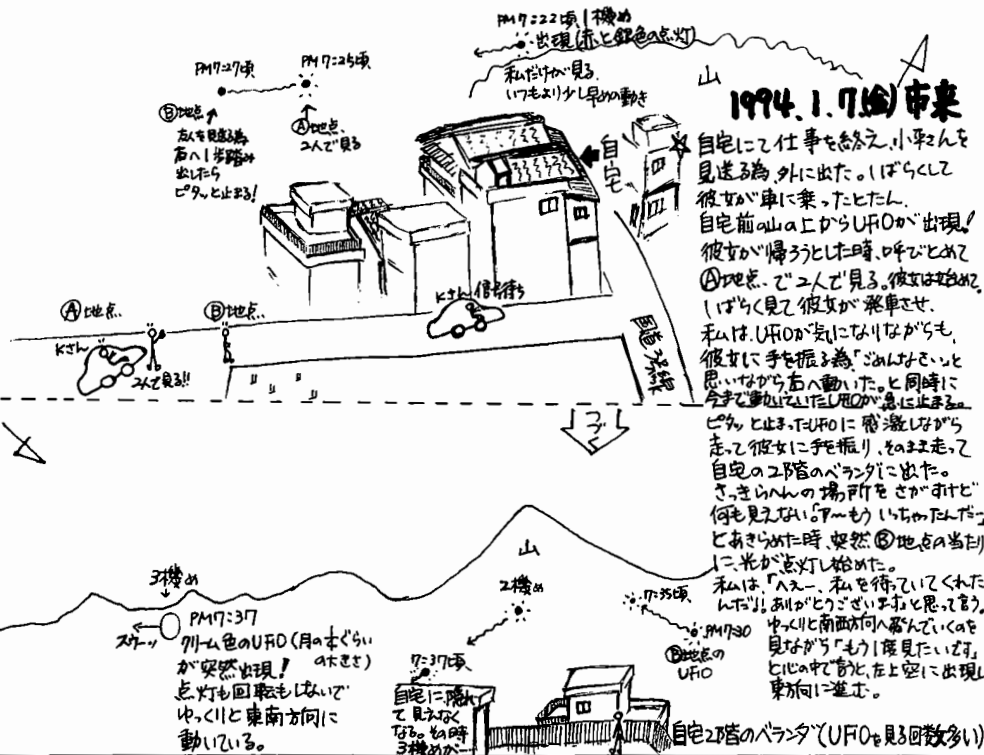 PM7:22頃、1機め
出現(赤と銀色の点灯)
私だけが見る
いつもより少し早めの動き
山
PM7:27頃
PM7:25頃
Ⓑ地点
友人を見送る為
右へ1歩踏み
出したら
ピタッと止まる!
Ⓐ地点、
2人で見る
自宅
Ⓐ地点
Ⓑ地点
Kさん
2人で見る!!
Kさん 信号待ち
国道3号線
1994.1.7(金)市来
自宅にて仕事を終え、小平さんを
見送る為、外に出た。しばらくして
彼女が車に乗ったとたん、
自宅前の山の上からUFOが出現!
彼女が帰ろうとした時、呼びとめて
Ⓐ地点、で2人で見る。彼女は始めて。
しばらく見て彼女が発車させ、
私は、UFOが気になりながらも、
彼女に手を振る為「ごめんなさい」と
思いながら右へ動いた。と同時に
今まで動いていたUFOが急に止まる。
ピタッと止まったUFOに感激しながら
走って彼女に手を振り、そのまま走って
自宅の2階のベランダに出た。
さっきらへんの場所をさがすけど
何も見えない「ア〜もういっちゃったんだ〜」
とあきらめた時、突然Ⓑ地点の当たり
に、光が点灯し始めた。
私は、「へぇー、私を待っていてくれた
んだ」! ありがとうございます」と思って言う。
ゆっくりと南西方向へ飛んでいくのを
見ながら「もう1度見たいです」
と心の中で言うと、左上空に出現し
東方向に進む。
つづく
山
3機め
PM7:37
スウーッ
クリーム色のUFO(月の半ぐらい
の大きさ)
が突然出現!
点灯も回転もしないで
ゆっくりと東南方向に
動いている。
2機め
7:35頃
PM7:30
Ⓑ地点の
UFO
7:37頃、
自宅に隠れ
て見えなく
なる。その時
3機めが
自宅2階のベランダ(UFOを見る回数多い)